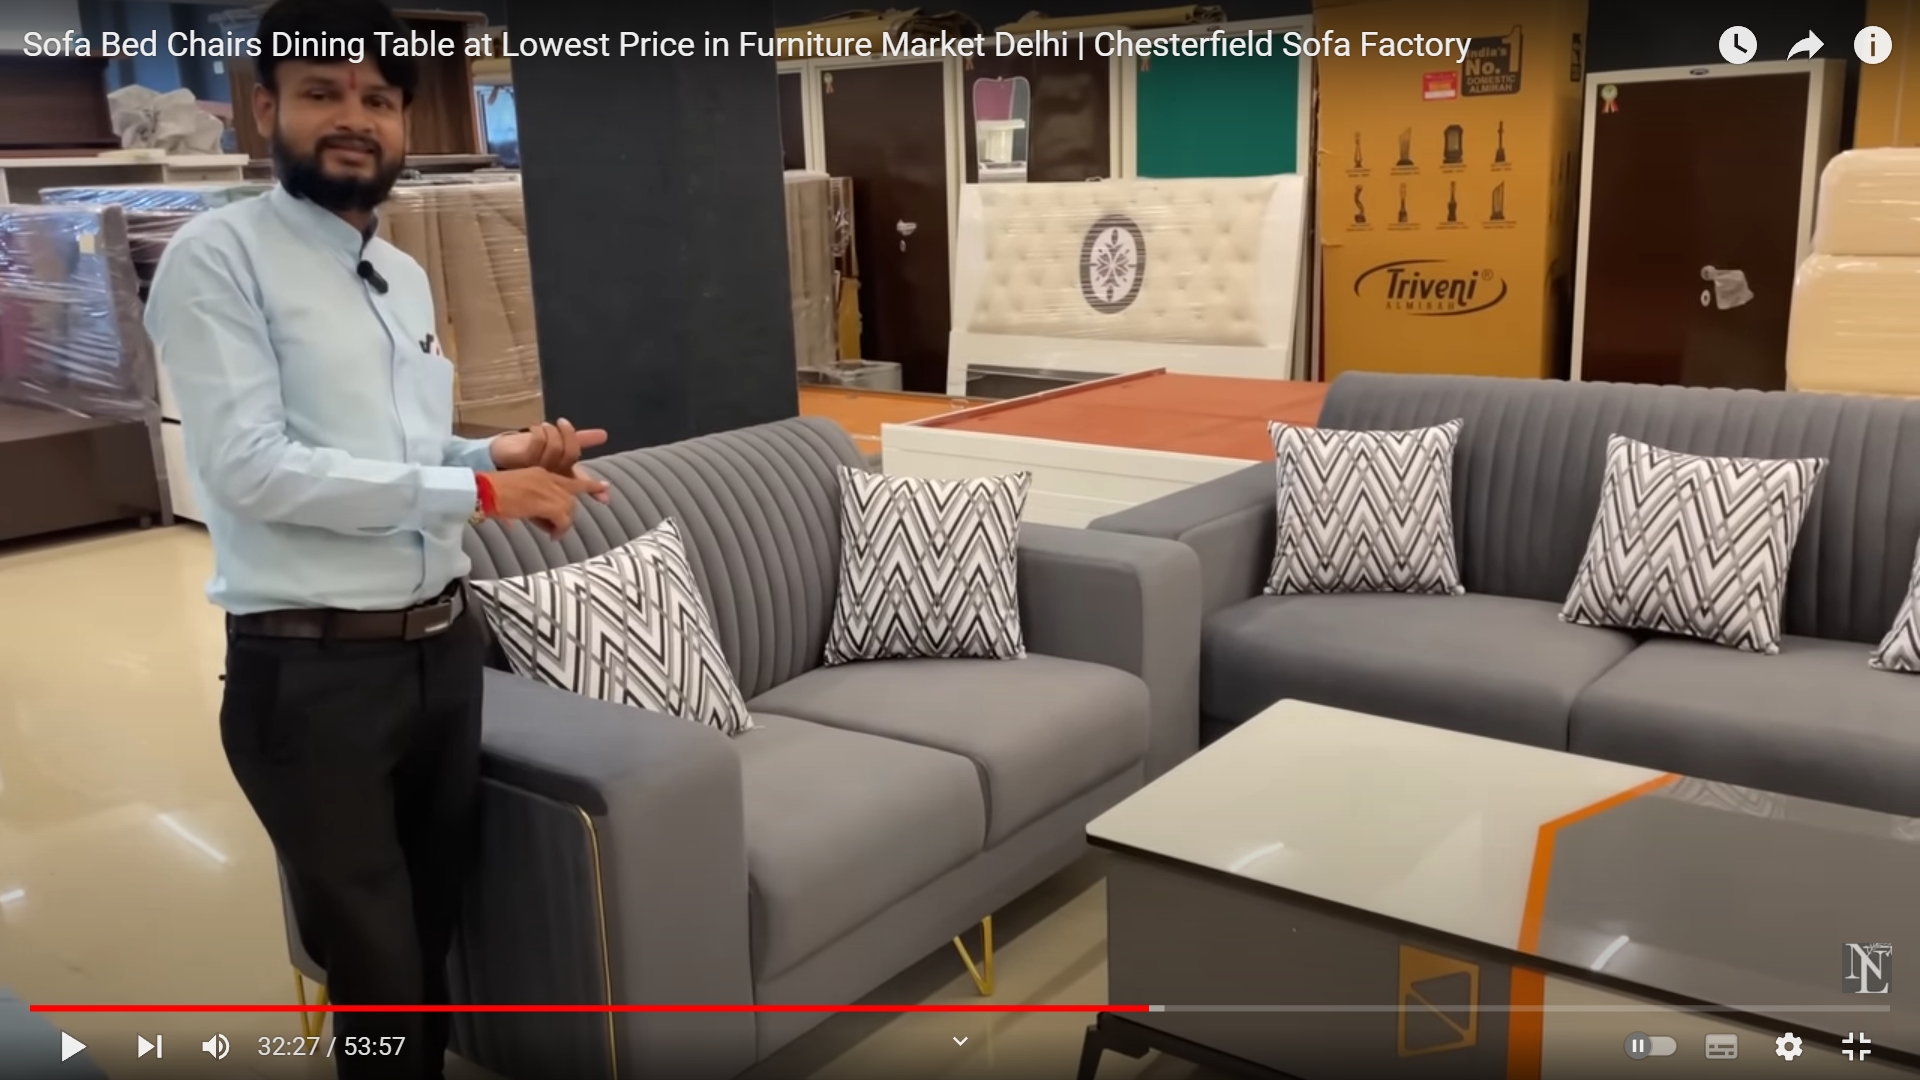 Sofa Bed Chairs Dining Table at Lowest Price in Furniture Market Delhi | Chesterfield Sofa Factory
India's
No. 1
DOMESTIC
ALMIRAH
Triveni®
ALMIRAH
NL
32:27 / 53:57